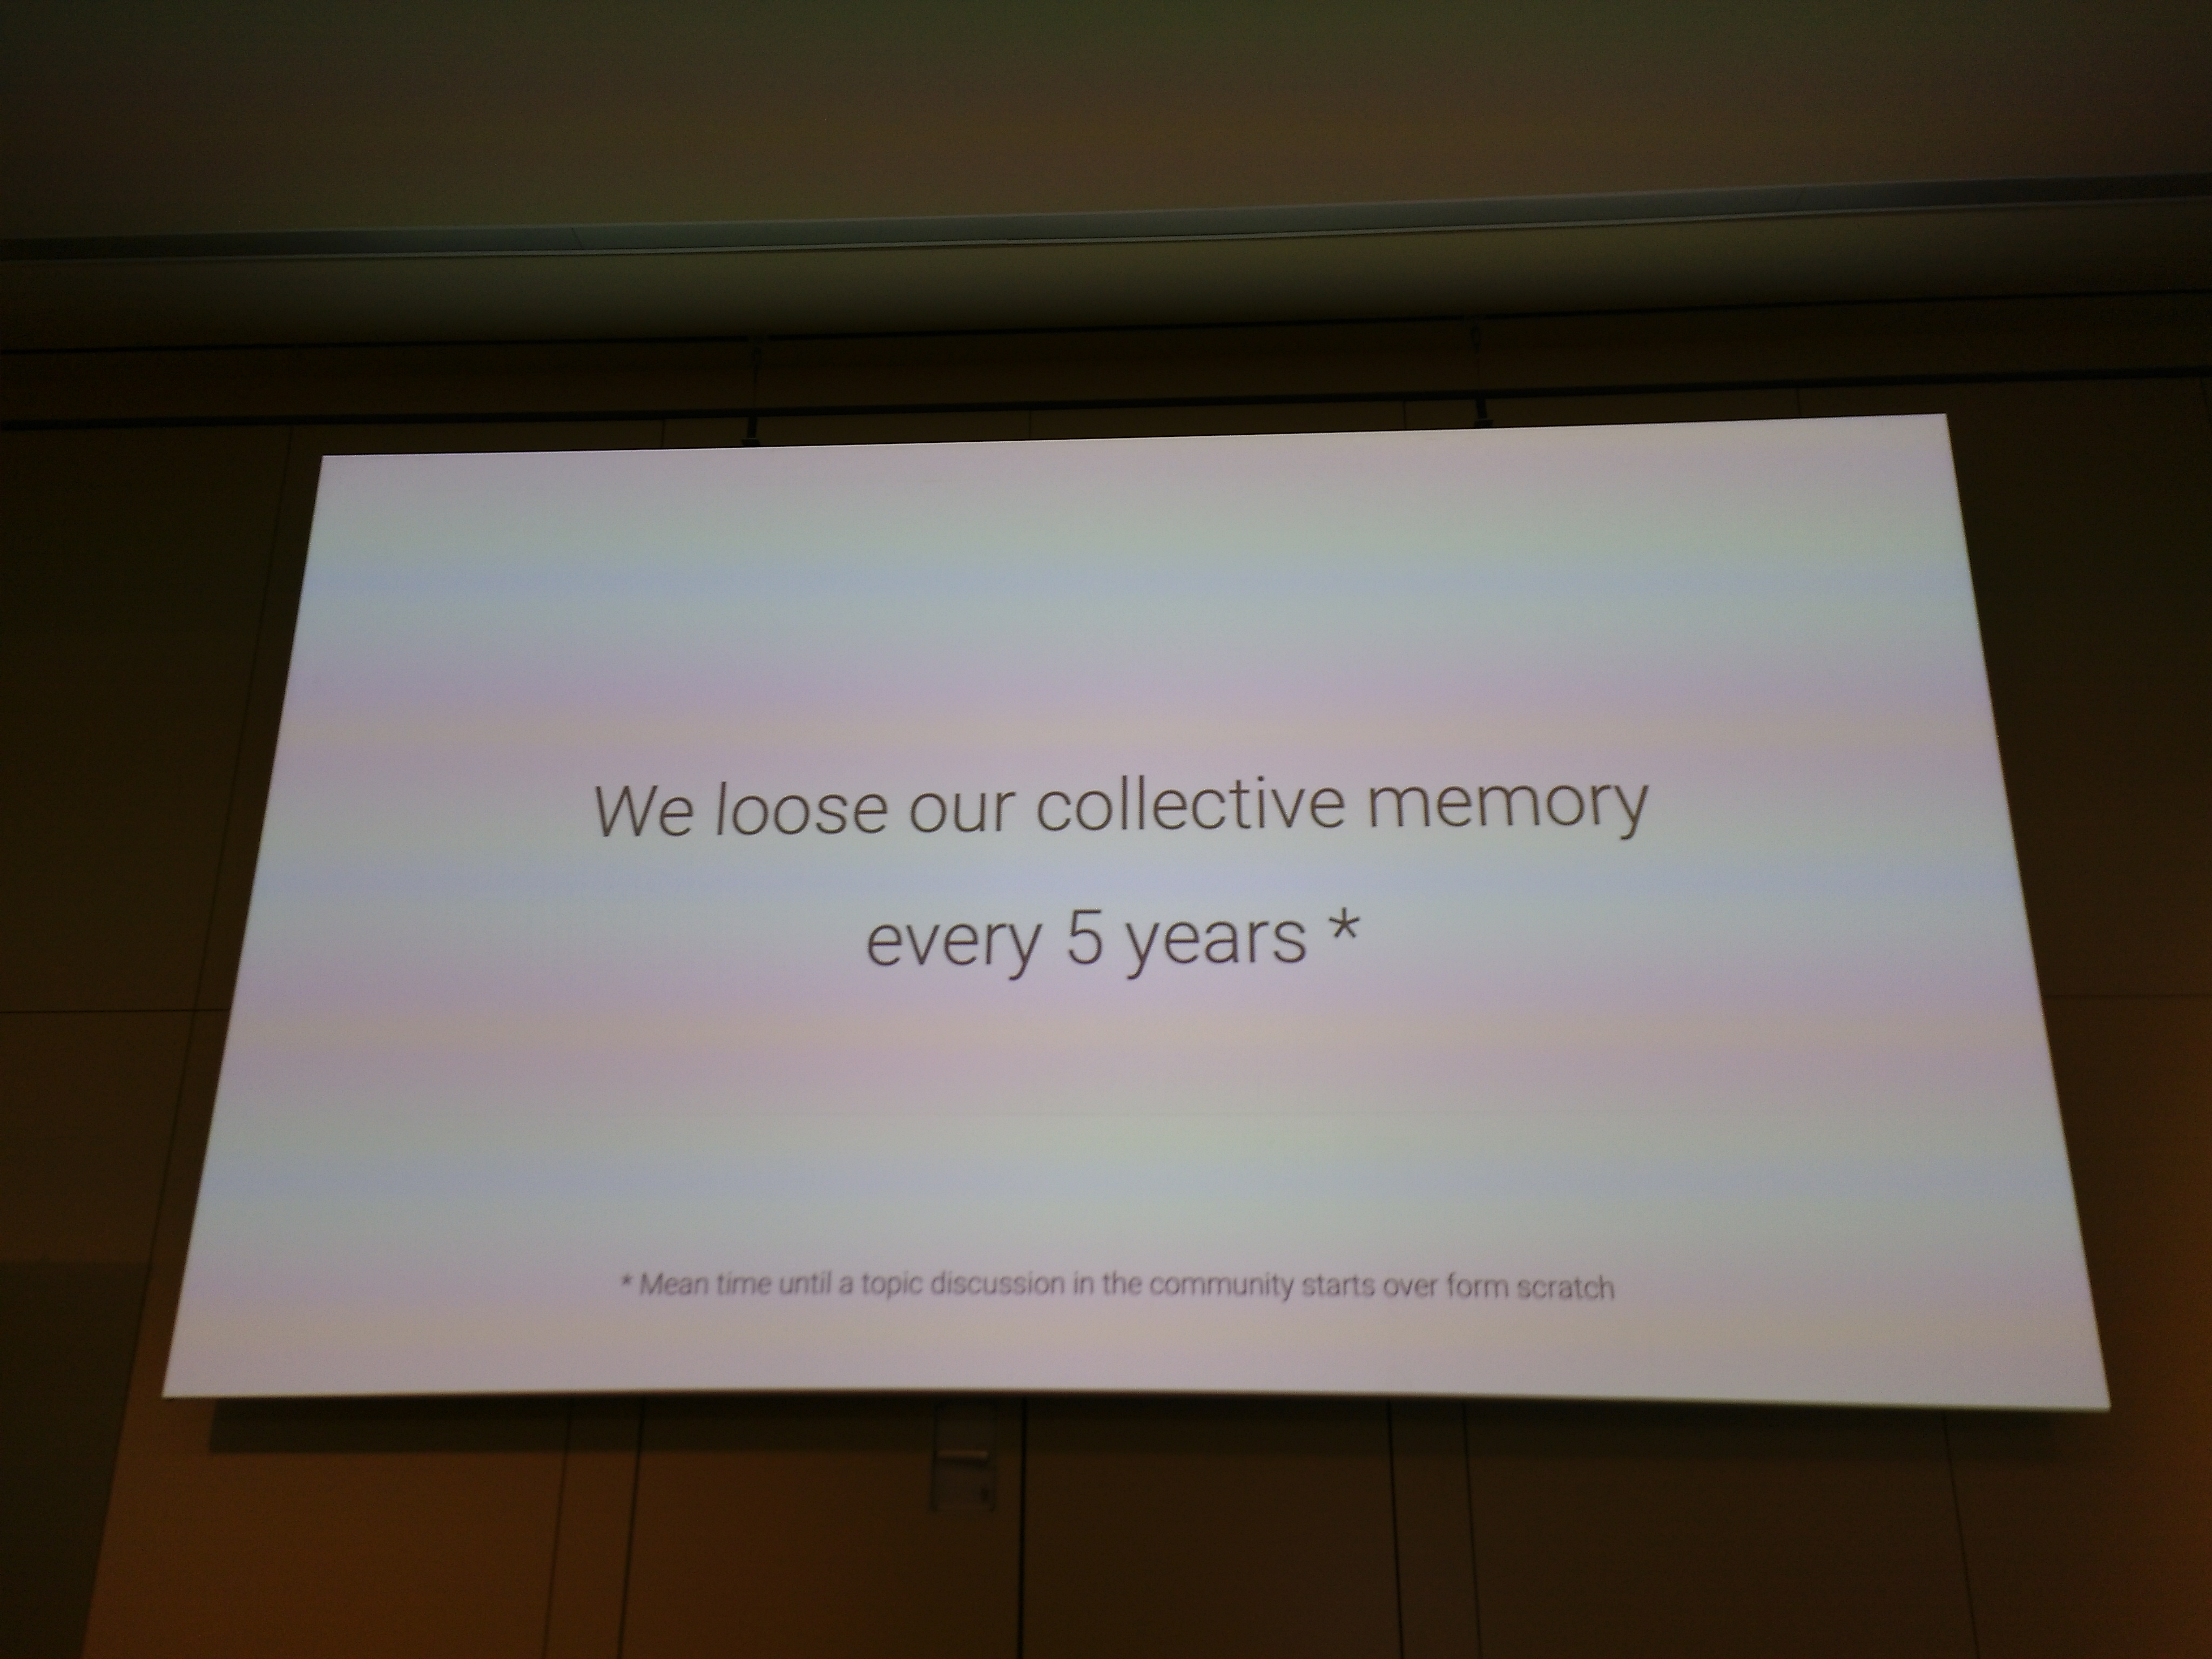 We loose our collective memory
every 5 years *
* Mean time until a topic discussion in the community starts over form scratch